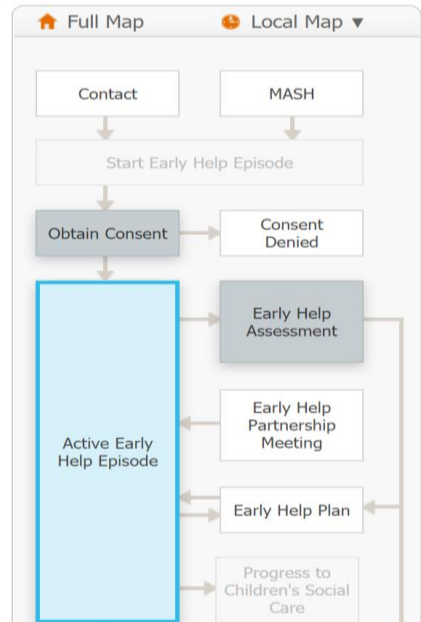 Full Map
Local Map ▼
Contact
MASH
Start Early Help Episode
Obtain Consent
Consent
Denied
Early Help
Assessment
Early Help
Partnership
Meeting
Active Early
Help Episode
Early Help Plan
Progress to
Children's Social
Care